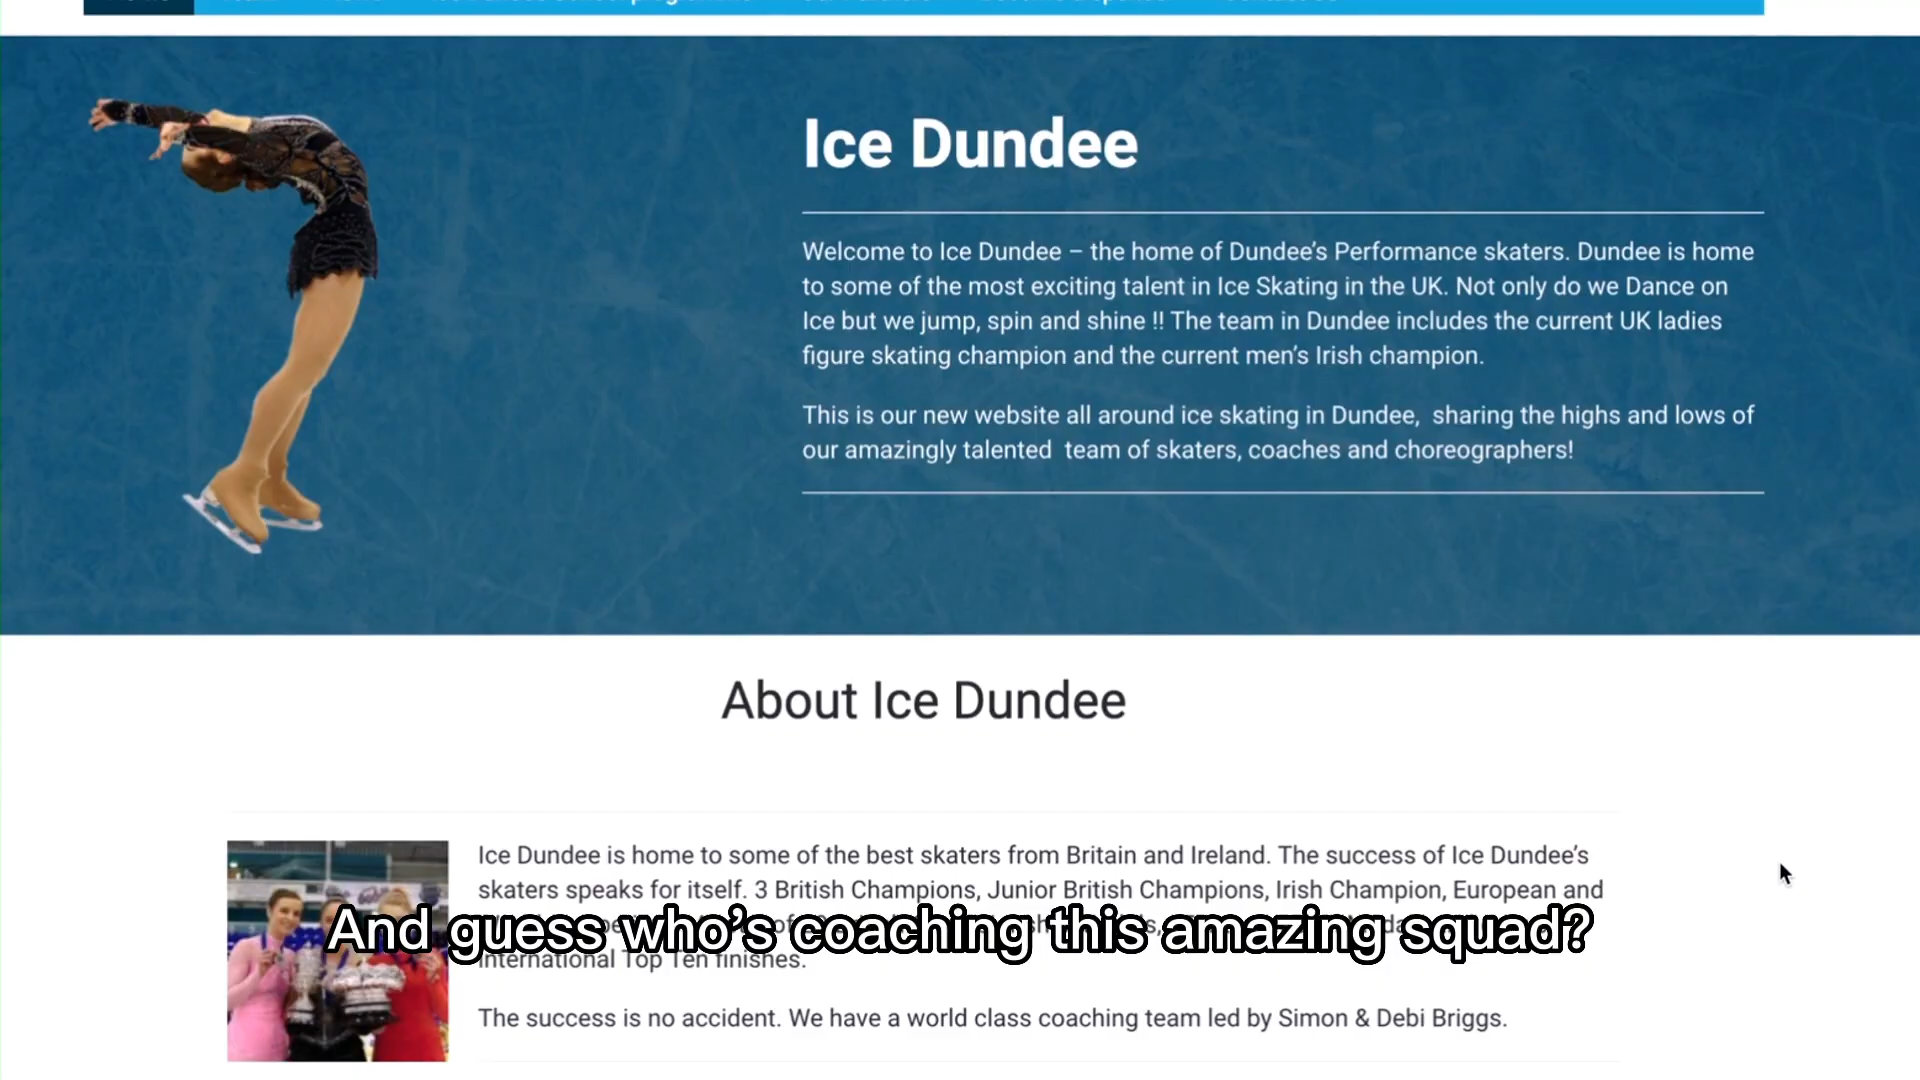 Ice Dundee
Welcome to Ice Dundee – the home of Dundee’s Performance skaters. Dundee is home
to some of the most exciting talent in Ice Skating in the UK. Not only do we Dance on
Ice but we jump, spin and shine !! The team in Dundee includes the current UK ladies
figure skating champion and the current men’s Irish champion.
This is our new website all around ice skating in Dundee, sharing the highs and lows of
our amazingly talented team of skaters, coaches and choreographers!
About Ice Dundee
Ice Dundee is home to some of the best skaters from Britain and Ireland. The success of Ice Dundee’s
skaters speaks for itself. 3 British Champions, Junior British Champions, Irish Champion, European and
And guess who’s coaching this amazing squad?
International Top Ten finishes.
The success is no accident. We have a world class coaching team led by Simon & Debi Briggs.